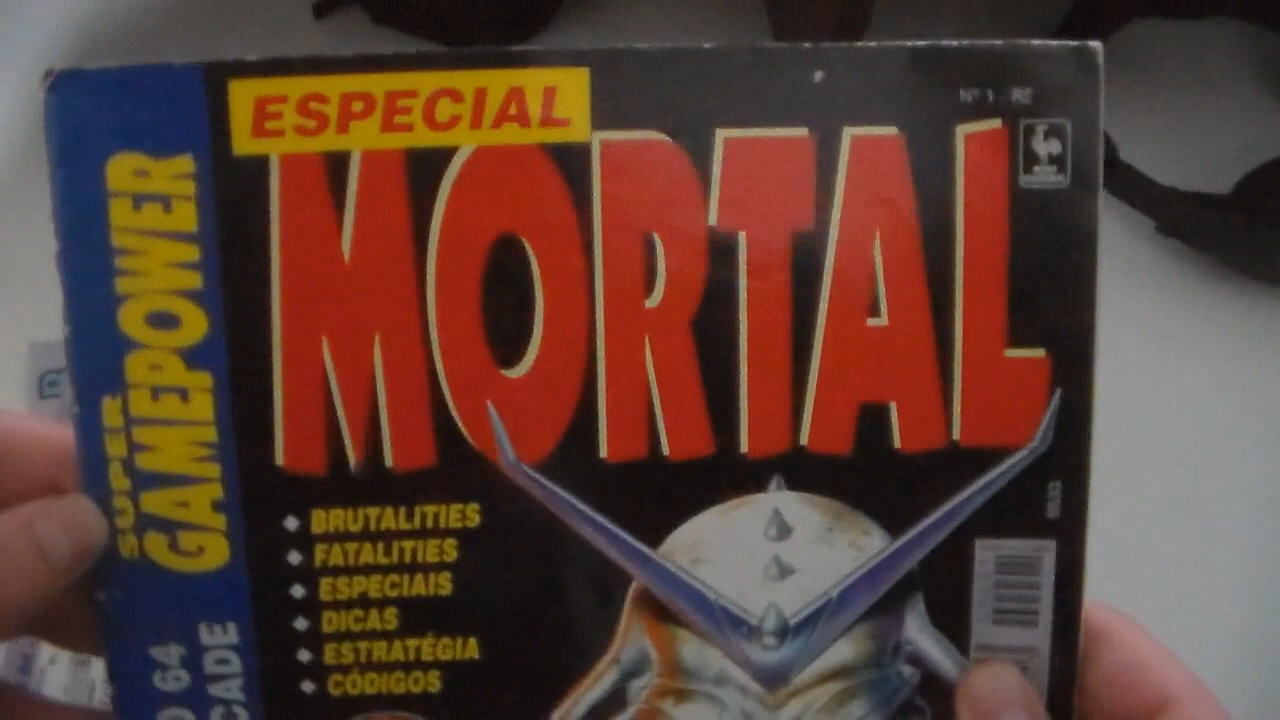 ESPECIAL
MORTAL
SUPER
GAMEPOWER
BRUTALITIES
FATALITIES
ESPECIAIS
DICAS
ESTRATÉGIA
CÓDIGOS
64
CADE